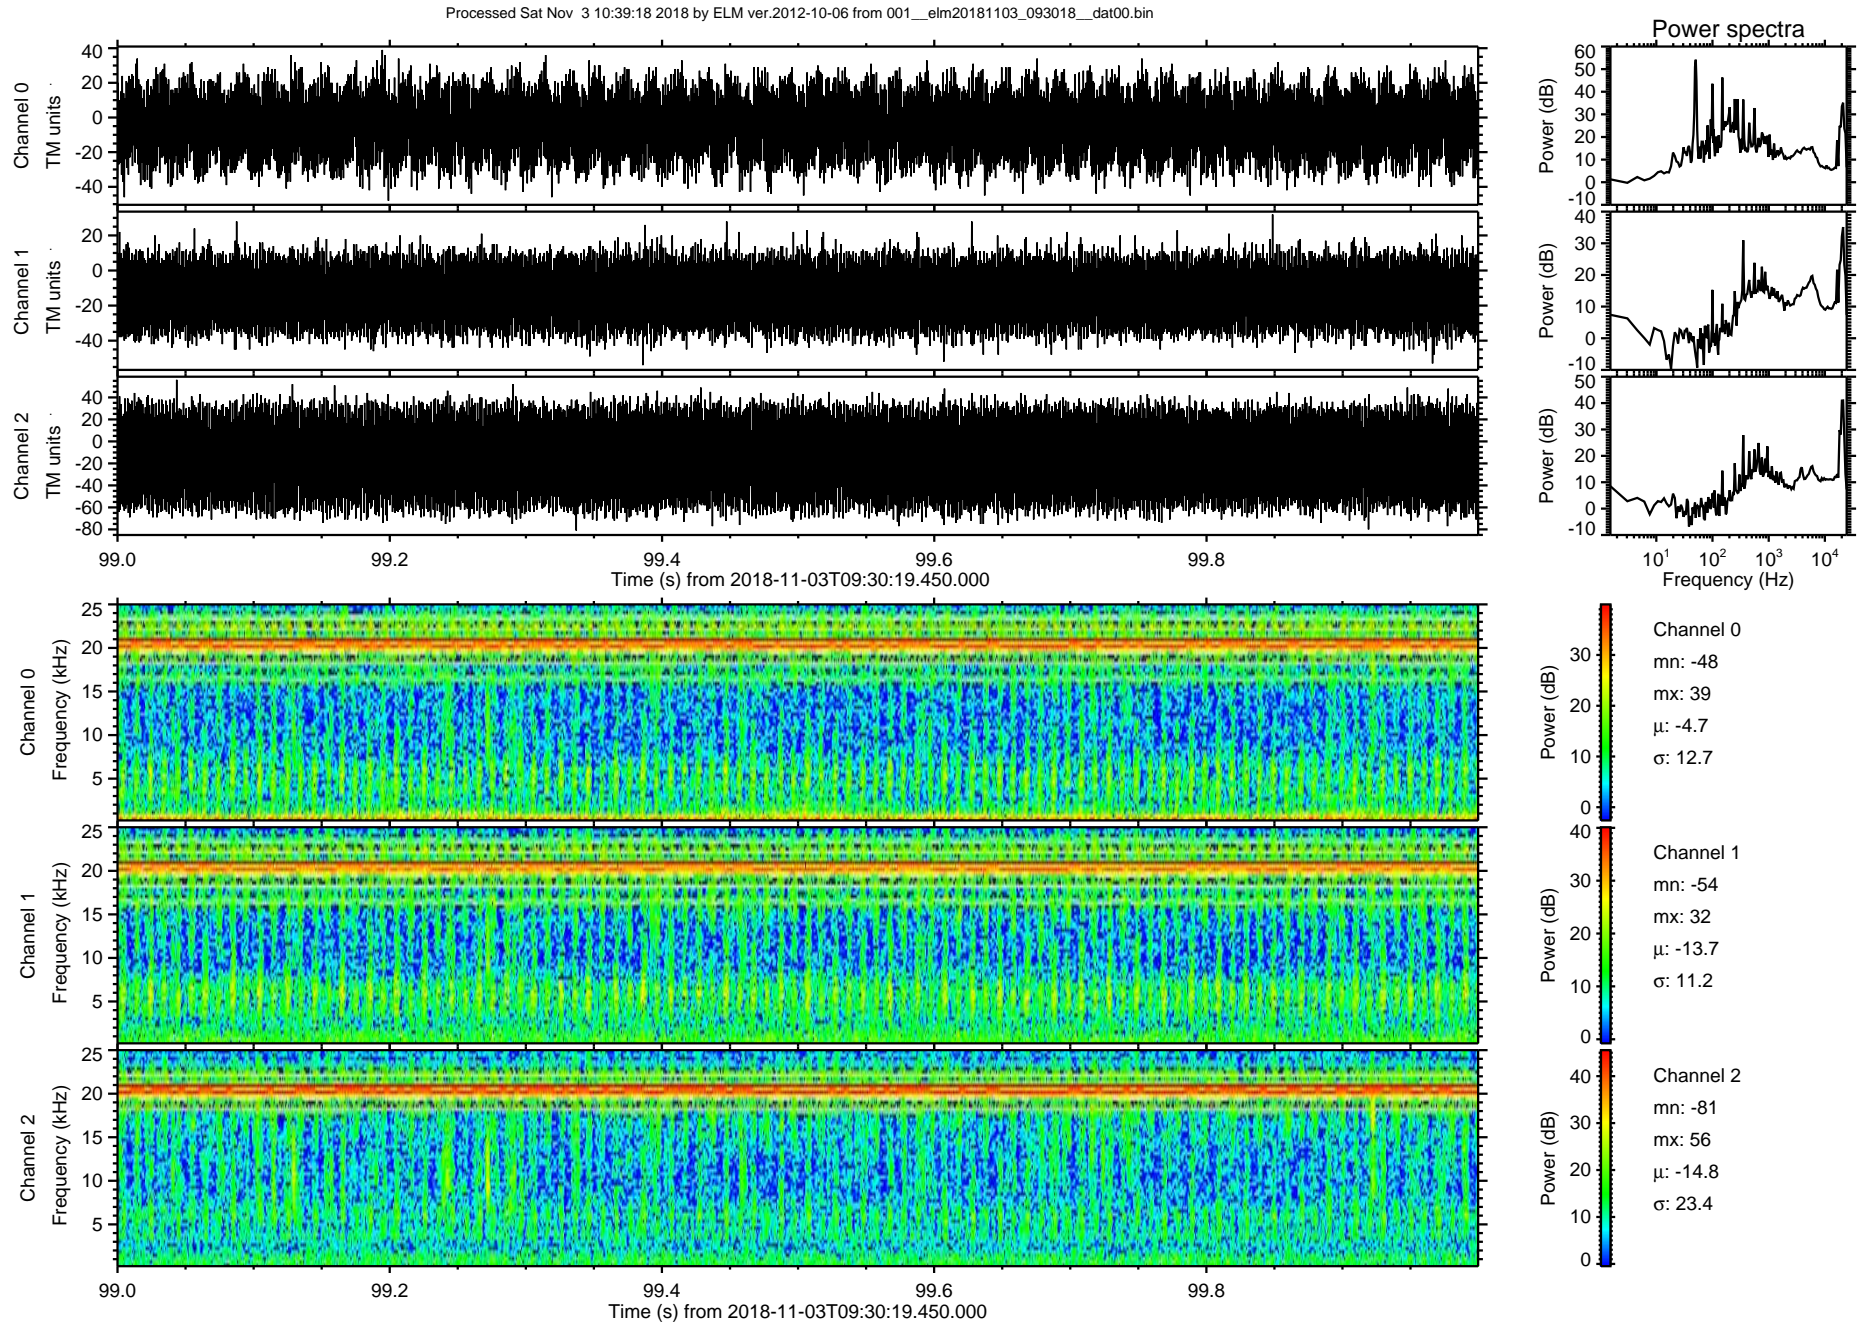 Processed Sat Nov  3 10:39:18 2018 by ELM ver.2012-10-06 from 001__elm20181103_093018__dat00.bin
Power spectra
Channel 0
TM units
40
20
0
-20
-40
Power (dB)
60
50
40
30
20
10
0
-10
Channel 1
TM units
20
0
-20
-40
Power (dB)
40
30
20
10
0
-10
Channel 2
TM units
40
20
0
-20
-40
-60
-80
Power (dB)
50
40
30
20
10
0
-10
99.0 99.2 99.4 99.6 99.8
Time (s) from 2018-11-03T09:30:19.450.000
10¹ 10² 10³ 10⁴
Frequency (Hz)
Channel 0
Frequency (kHz)
25
20
15
10
5
Power (dB)
30
20
10
0
Channel 0
mn: -48
mx: 39
µ: -4.7
σ: 12.7
Channel 1
Frequency (kHz)
25
20
15
10
5
Power (dB)
40
30
20
10
0
Channel 1
mn: -54
mx: 32
µ: -13.7
σ: 11.2
Channel 2
Frequency (kHz)
25
20
15
10
5
Power (dB)
40
30
20
10
0
Channel 2
mn: -81
mx: 56
µ: -14.8
σ: 23.4
99.0 99.2 99.4 99.6 99.8
Time (s) from 2018-11-03T09:30:19.450.000